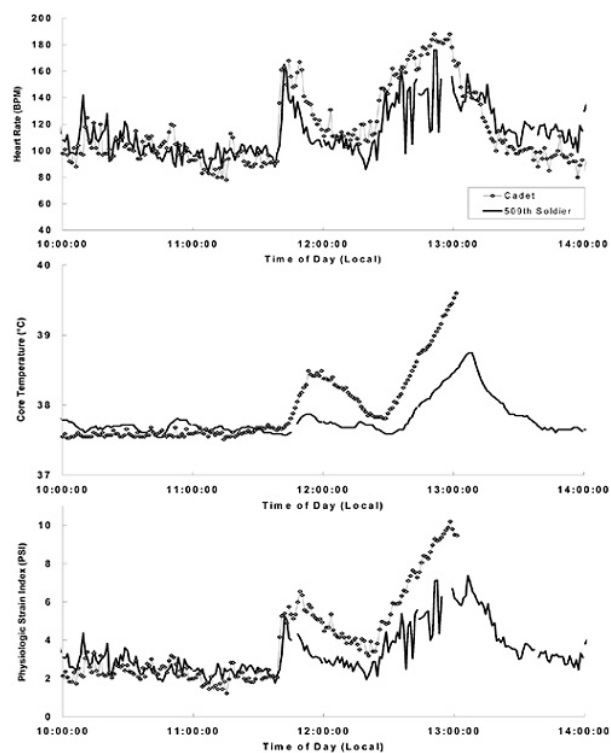 Heart Rate (BPM)
200
180
160
140
120
100
80
60
40
10:00:00 11:00:00 12:00:00 13:00:00 14:00:00
Time of Day (Local)
Cadet
509th Soldier
Core Temperature (°C)
40
39
38
37
10:00:00 11:00:00 12:00:00 13:00:00 14:00:00
Time of Day (Local)
Physiologic Strain Index (PSI)
10
8
6
4
2
0
10:00:00 11:00:00 12:00:00 13:00:00 14:00:00
Time of Day (Local)